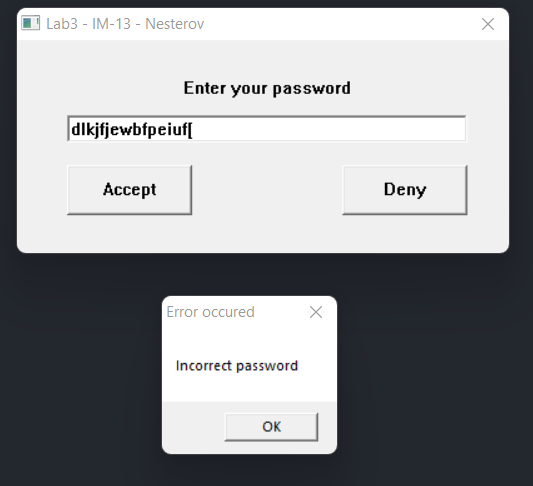 Lab3 - IM-13 - Nesterov
Enter your password
dlkjfjewbfpeiuf[
Accept
Deny
Error occured
Incorrect password
OK